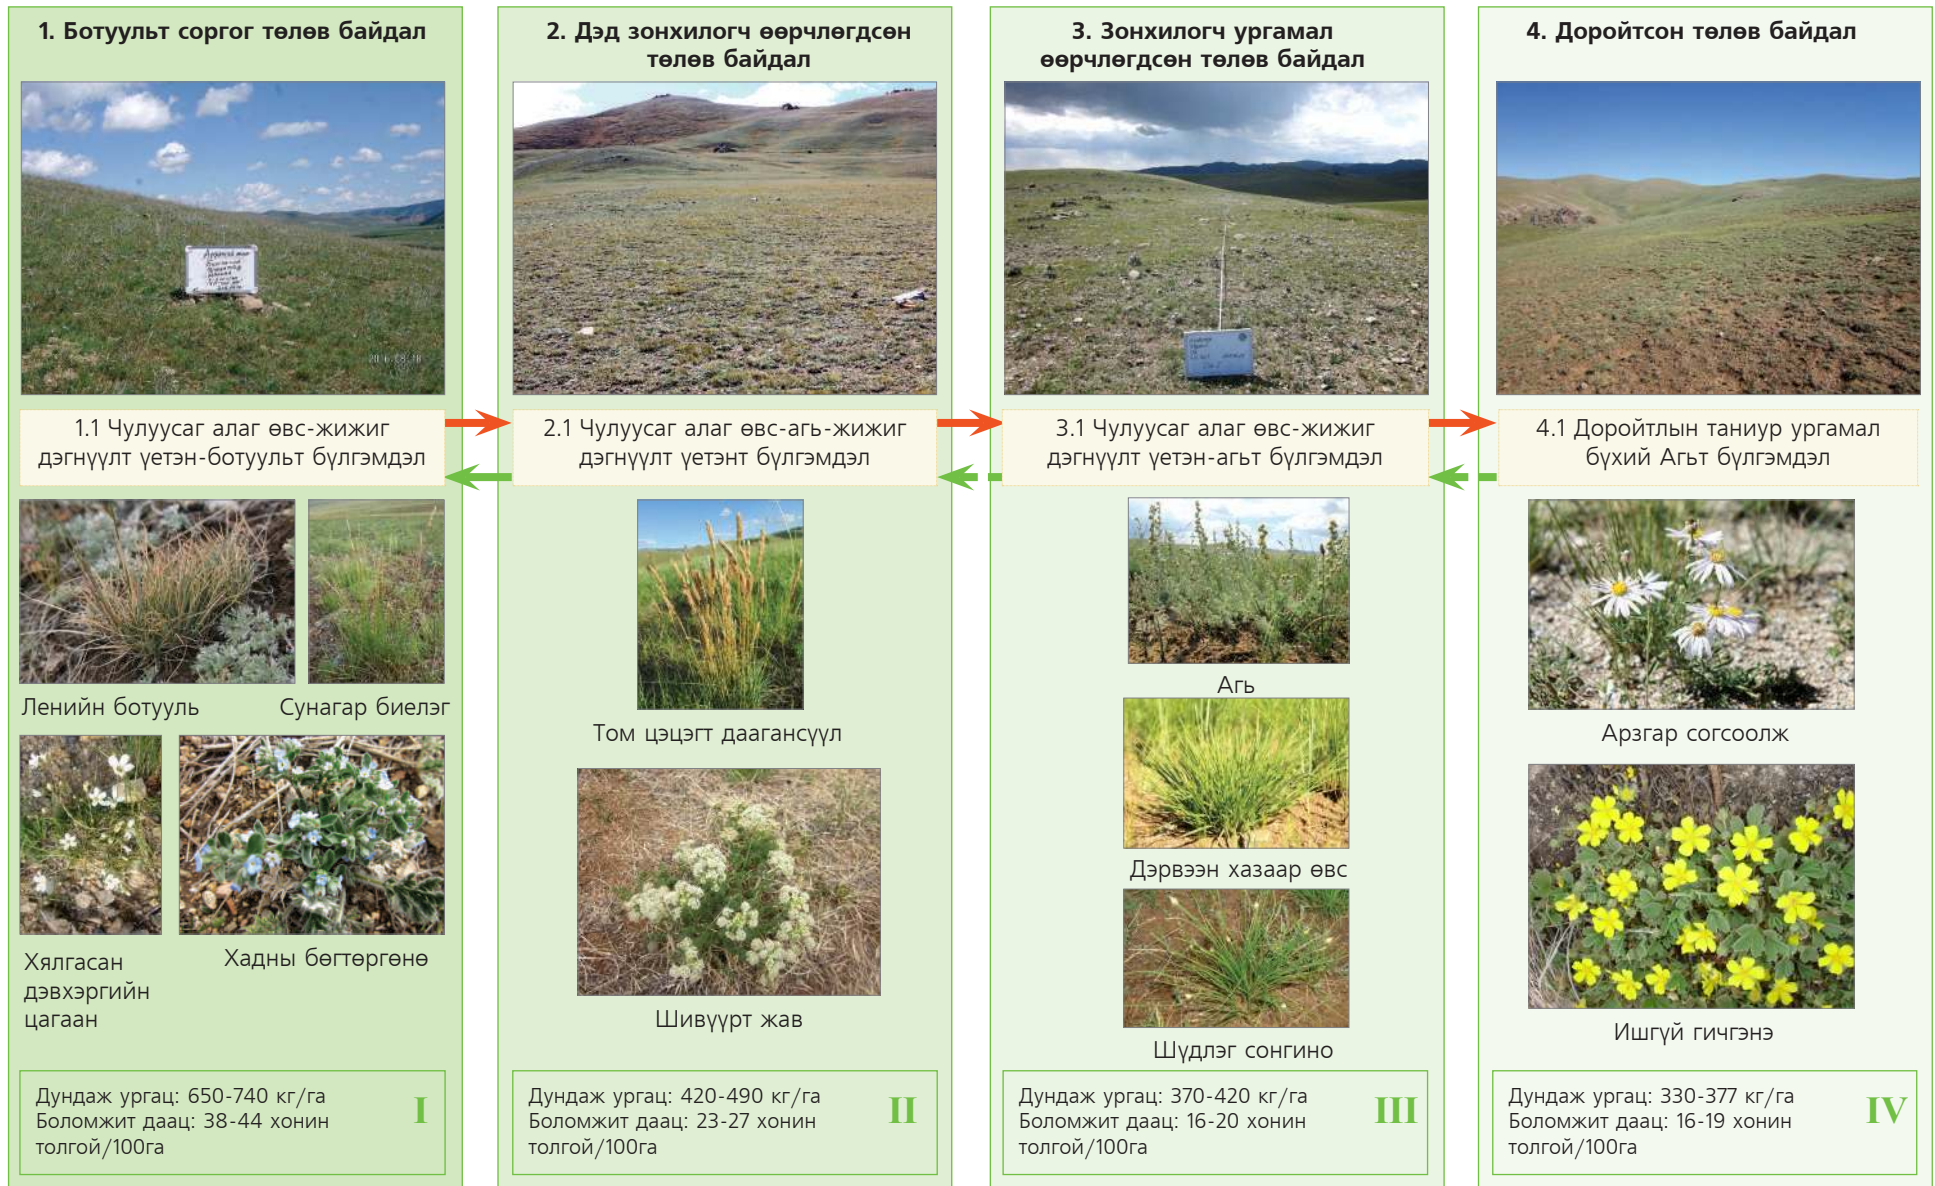 1. Ботуульт соргог төлөв байдал
2. Дэд зонхилогч өөрчлөгдсөн
төлөв байдал
3. Зонхилогч ургамал
өөрчлөгдсөн төлөв байдал
4. Доройтсон төлөв байдал
2016.08.18
1.1 Чулуусаг алаг өвс-жижиг
дэгнүүлт үетэн-ботуульт бүлгэмдэл
2.1 Чулуусаг алаг өвс-агь-жижиг
дэгнүүлт үетэнт бүлгэмдэл
3.1 Чулуусаг алаг өвс-жижиг
дэгнүүлт үетэн-агьт бүлгэмдэл
4.1 Доройтлын таниур ургамал
бүхий Агьт бүлгэмдэл
Ленийн ботууль
Сунагар биелэг
Хялгасан
дэвхэргийн
цагаан
Хадны бөгтөргөнө
Том цэцэгт даагансүүл
Шивүүрт жав
Агь
Дэрвээн хазаар өвс
Шүдлэг сонгино
Арзгар согсоолж
Ишгүй гичгэнэ
Дундаж ургац: 650-740 кг/га
Боломжит даац: 38-44 хонин
толгой/100га
I
Дундаж ургац: 420-490 кг/га
Боломжит даац: 23-27 хонин
толгой/100га
II
Дундаж ургац: 370-420 кг/га
Боломжит даац: 16-20 хонин
толгой/100га
III
Дундаж ургац: 330-377 кг/га
Боломжит даац: 16-19 хонин
толгой/100га
IV